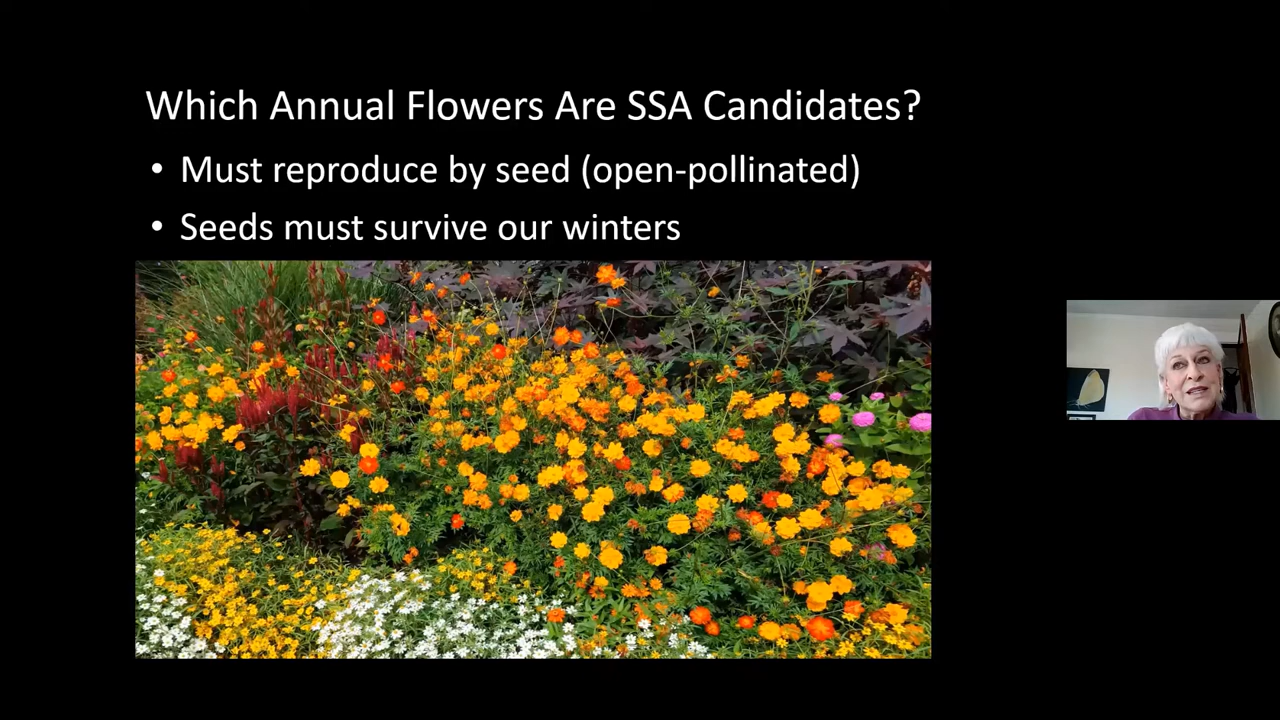 Which Annual Flowers Are SSA Candidates?
• Must reproduce by seed (open-pollinated)
• Seeds must survive our winters